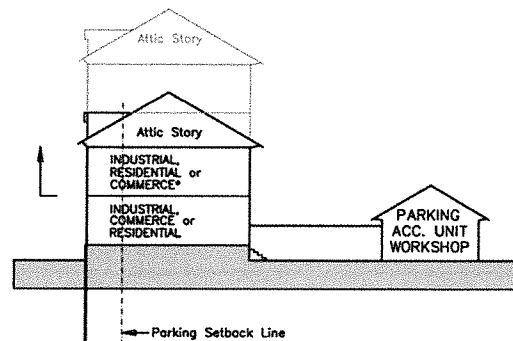 Attic Story
Attic Story
INDUSTRIAL,
RESIDENTIAL or
COMMERCE*
INDUSTRIAL,
COMMERCE or
RESIDENTIAL
PARKING
ACC. UNIT
WORKSHOP
Parking Setback Line